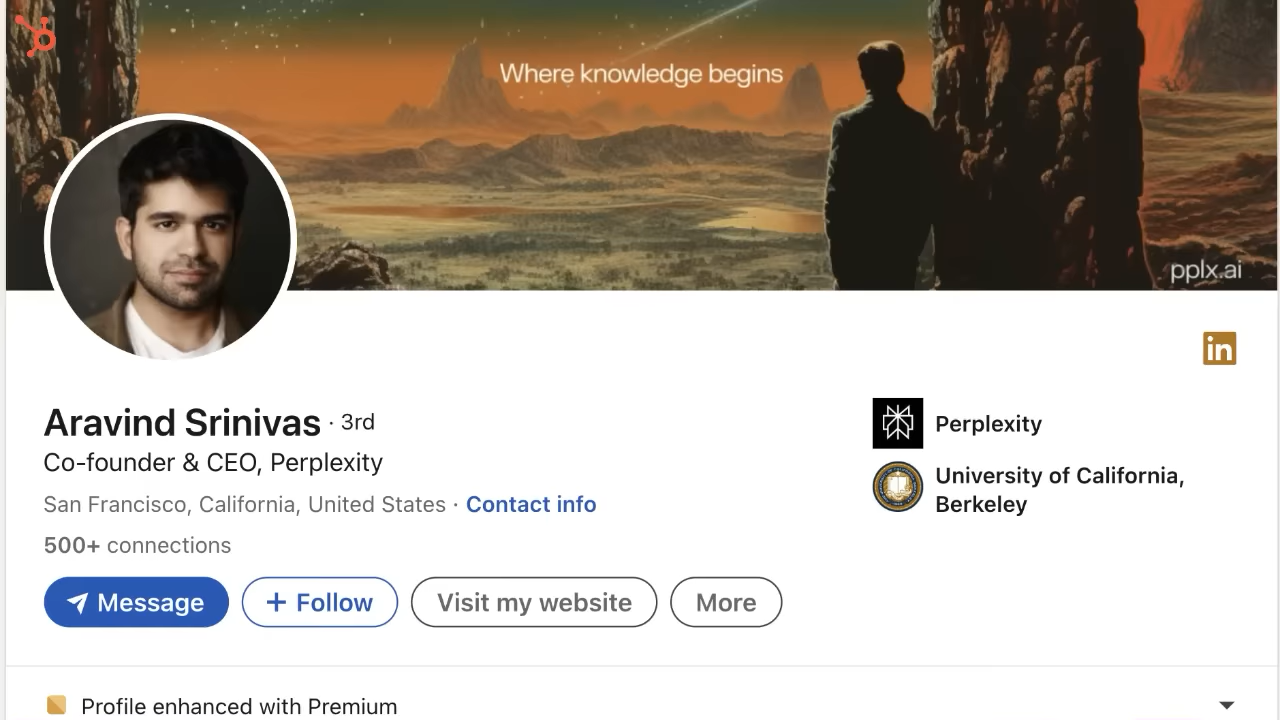 Where knowledge begins
pplx.ai
in
Aravind Srinivas · 3rd
Co-founder & CEO, Perplexity
San Francisco, California, United States · Contact info
500+ connections
Perplexity
University of California,
Berkeley
Message
+ Follow
Visit my website
More
Profile enhanced with Premium